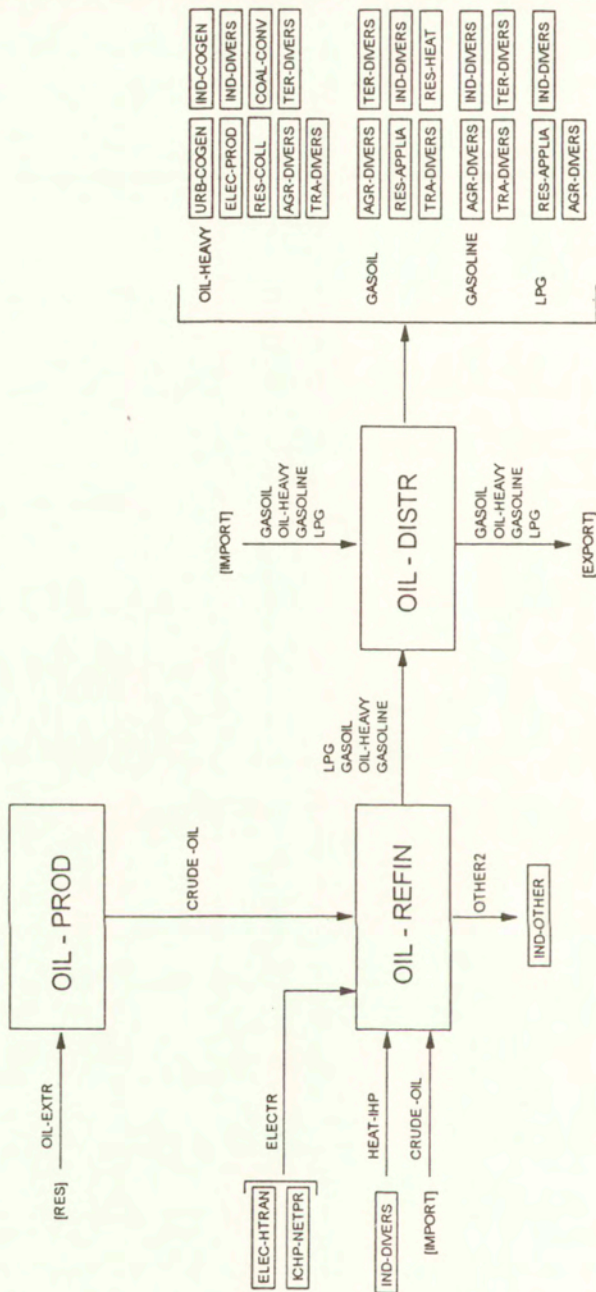 [RES]
OIL-EXTR
OIL - PROD
CRUDE -OIL
ELEC-HTRAN
ICHP-NETPR
ELECTR
IND-DIVERS
HEAT-IHP
[IMPORT]
CRUDE -OIL
OIL - REFIN
OTHER2
IND-OTHER
LPG
GASOIL
OIL-HEAVY
GASOLINE
[IMPORT]
GASOIL
OIL-HEAVY
GASOLINE
LPG
OIL - DISTR
GASOIL
OIL-HEAVY
GASOLINE
LPG
[EXPORT]
OIL-HEAVY
URB-COGEN IND-COGEN
ELEC-PROD IND-DIVERS
RES-COLL COAL-CONV
AGR-DIVERS TER-DIVERS
TRA-DIVERS
GASOIL
AGR-DIVERS TER-DIVERS
RES-APPLIA IND-DIVERS
TRA-DIVERS RES-HEAT
GASOLINE
AGR-DIVERS IND-DIVERS
TRA-DIVERS TER-DIVERS
LPG
RES-APPLIA IND-DIVERS
AGR-DIVERS